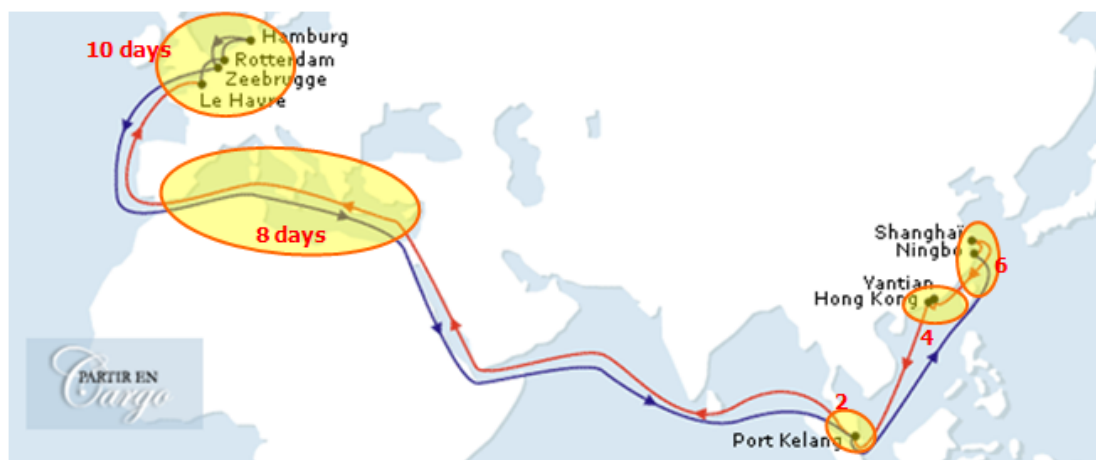 10 days
Hamburg
Rotterdam
Zeebrugge
Le Havre
8 days
Shanghaï
Ningbo
6
Yantian
Hong Kong
4
PARTIR EN
Cargo
2
Port Kelang